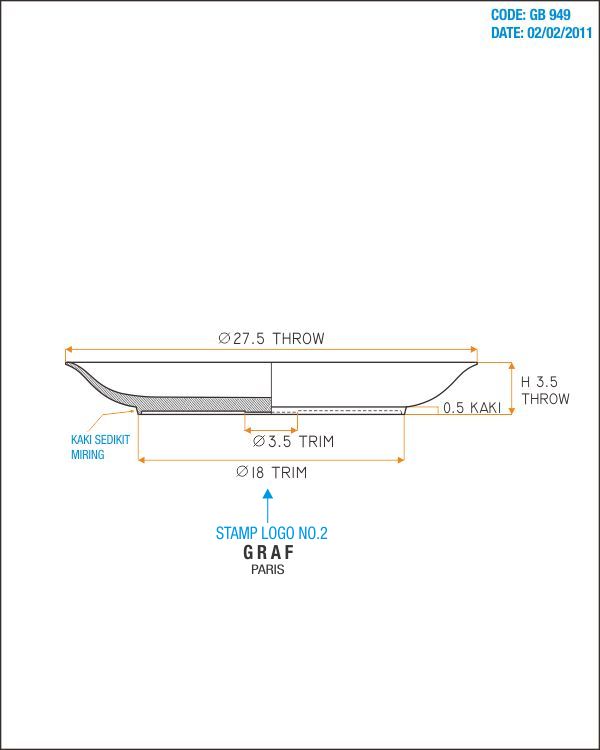 CODE: GB 949
DATE: 02/02/2011
∅27.5 THROW
H 3.5
THROW
0.5 KAKI
KAKI SEDIKIT
MIRING
∅3.5 TRIM
∅18 TRIM
STAMP LOGO NO.2
GRAF
PARIS